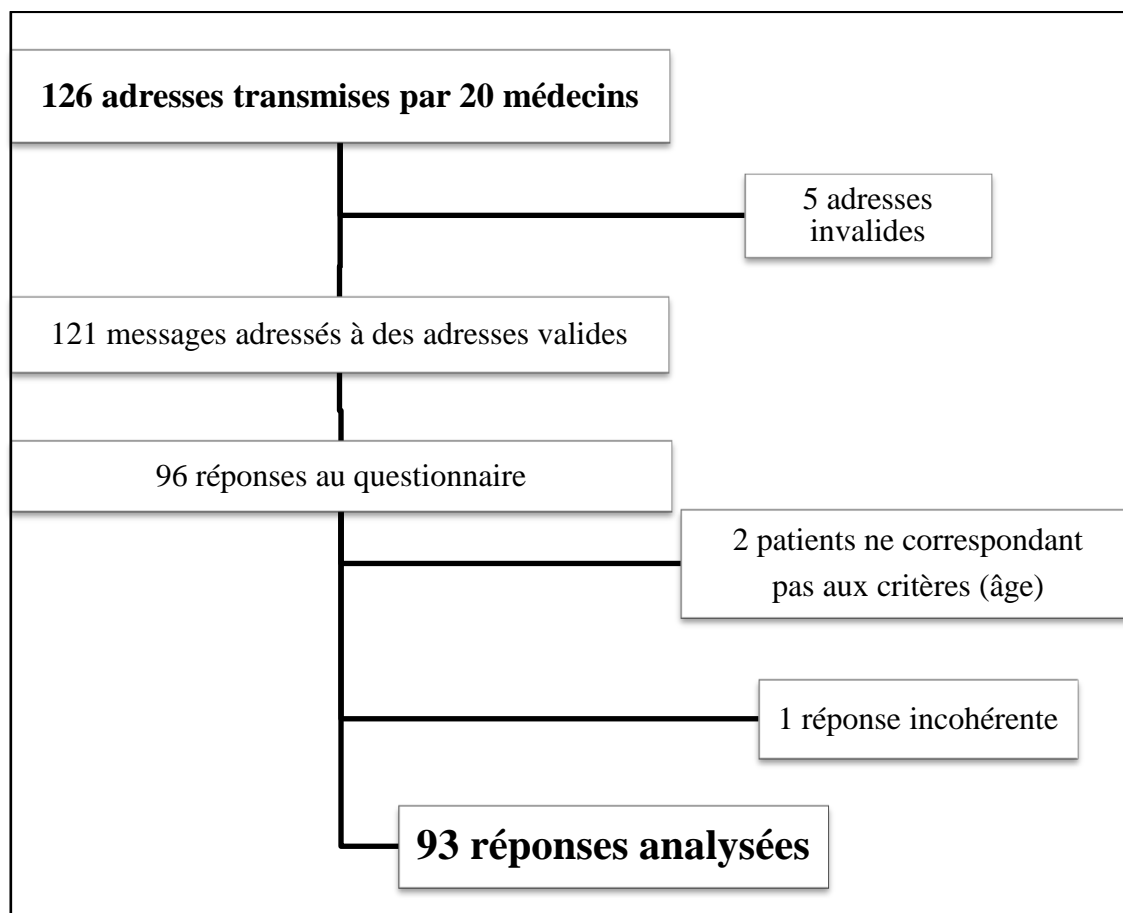 126 adresses transmises par 20 médecins
5 adresses
invalides
121 messages adressés à des adresses valides
96 réponses au questionnaire
2 patients ne correspondant
pas aux critères (âge)
1 réponse incohérente
93 réponses analysées